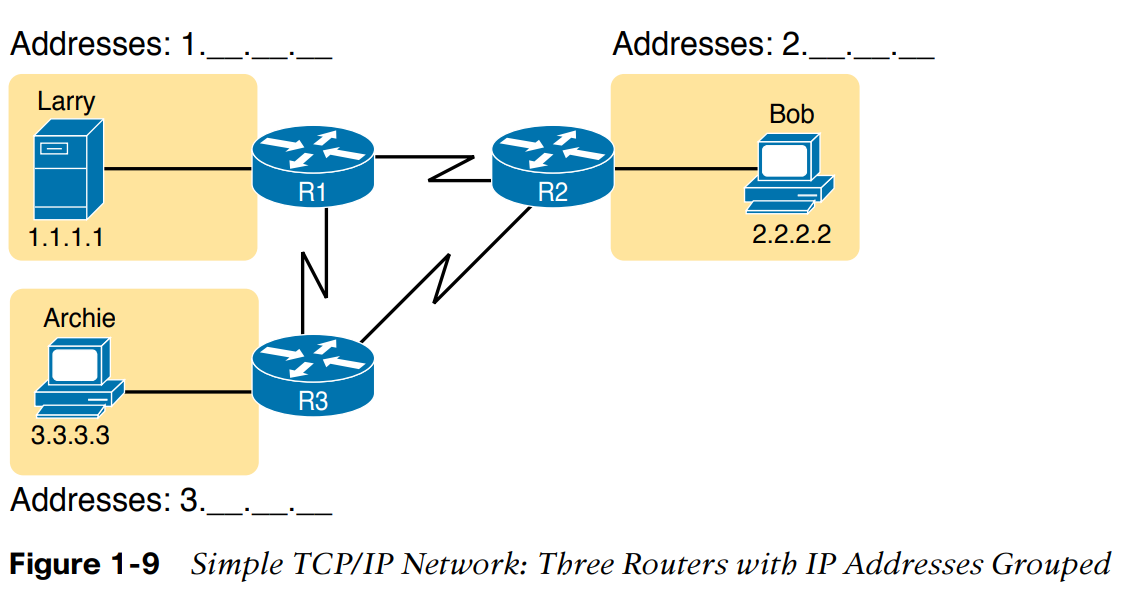 Addresses: 1.__.__.__
Addresses: 2.__.__.__
Larry
Bob
R1
R2
1.1.1.1
2.2.2.2
Archie
R3
3.3.3.3
Addresses: 3.__.__.__
Figure 1-9 Simple TCP/IP Network: Three Routers with IP Addresses Grouped